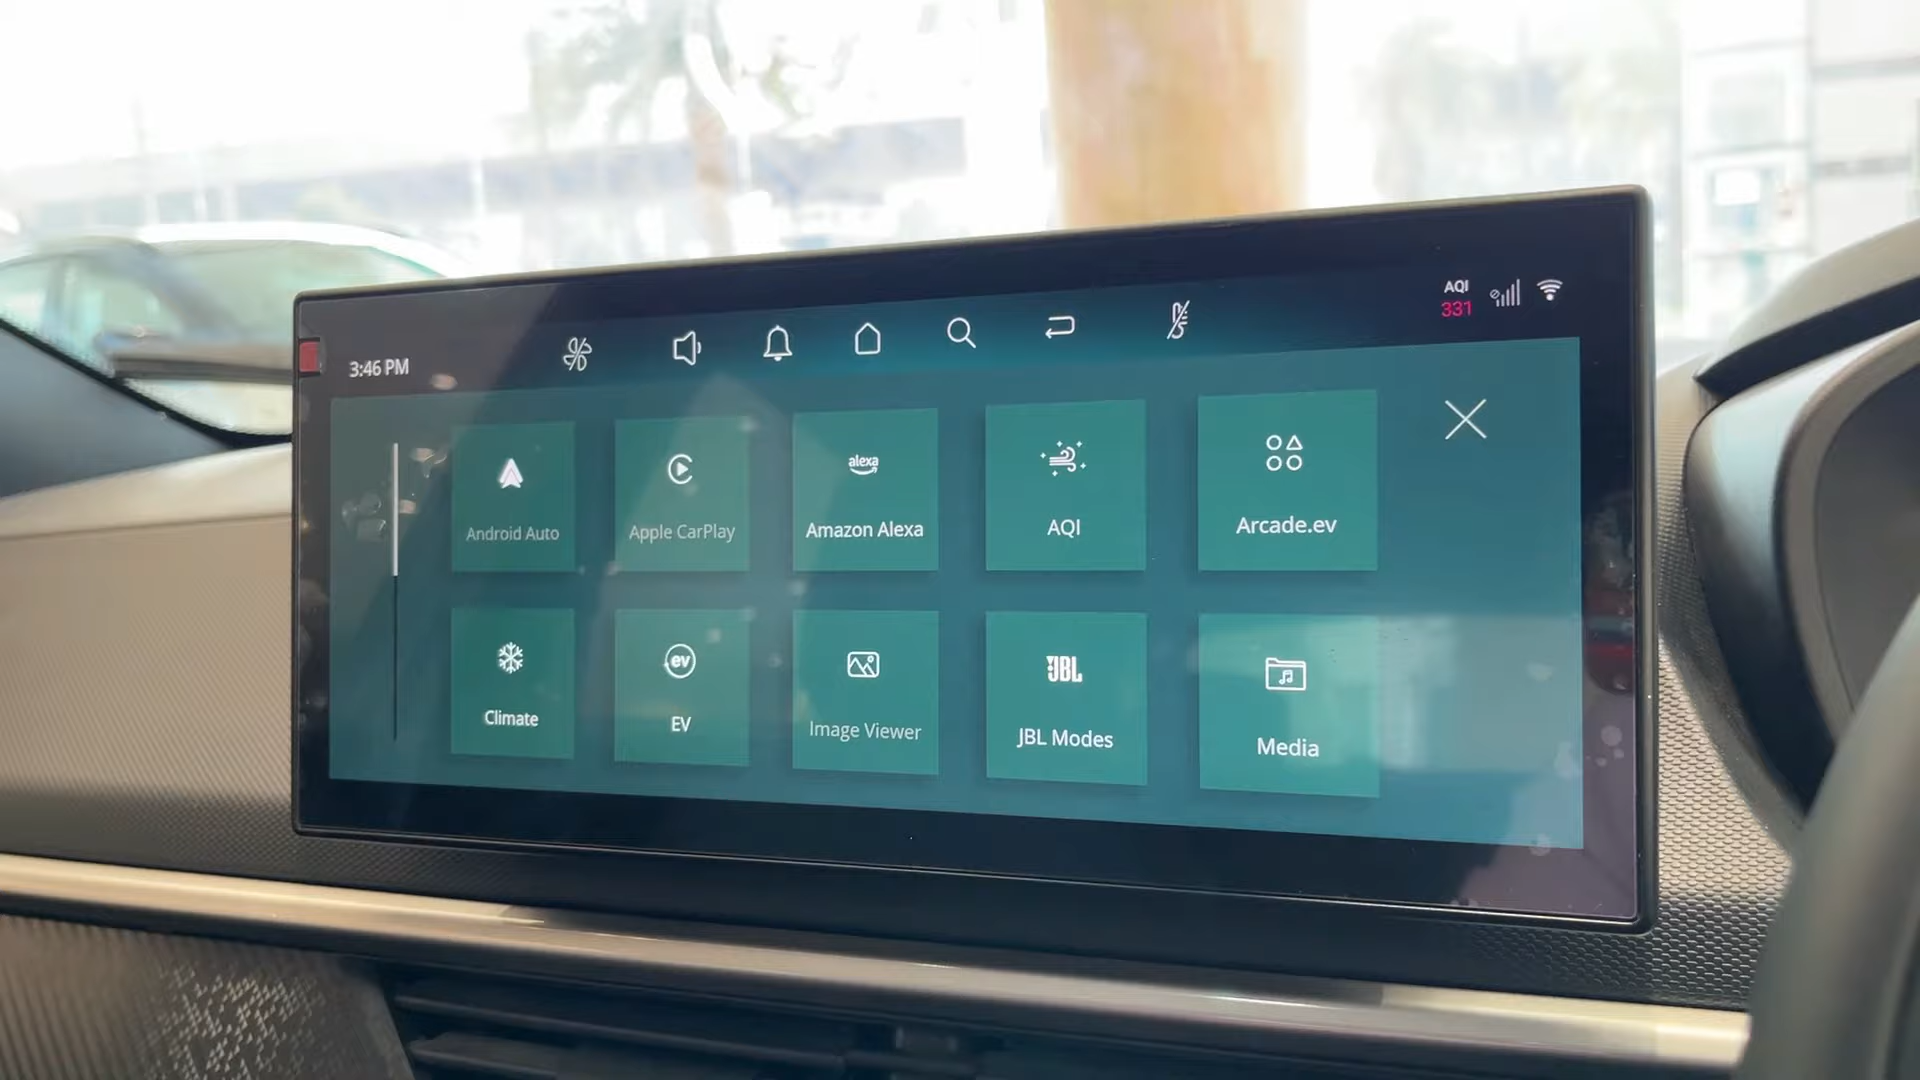 AQI
331
3:46 PM
alexa
Android Auto
Apple CarPlay
Amazon Alexa
AQI
Arcade.ev
ev
JBL
Climate
EV
Image Viewer
JBL Modes
Media